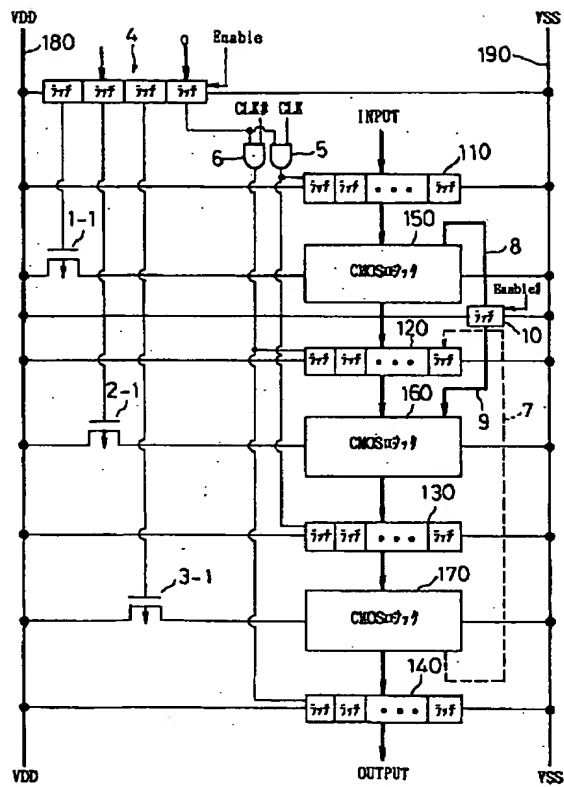 VDD
VSS
180
4
Enable
190
ラッチ ラッチ ラッチ ラッチ
CLK# CLK
INPUT
6
5
110
ラッチ ラッチ ・・・ ラッチ
1-1
150
8
CMOSロジック
Enable#
ラッチ
10
120
ラッチ ラッチ ・・・ ラッチ
2-1
160
9
7
CMOSロジック
130
ラッチ ラッチ ・・・ ラッチ
3-1
170
CMOSロジック
140
ラッチ ラッチ ・・・ ラッチ
VDD
OUTPUT
VSS